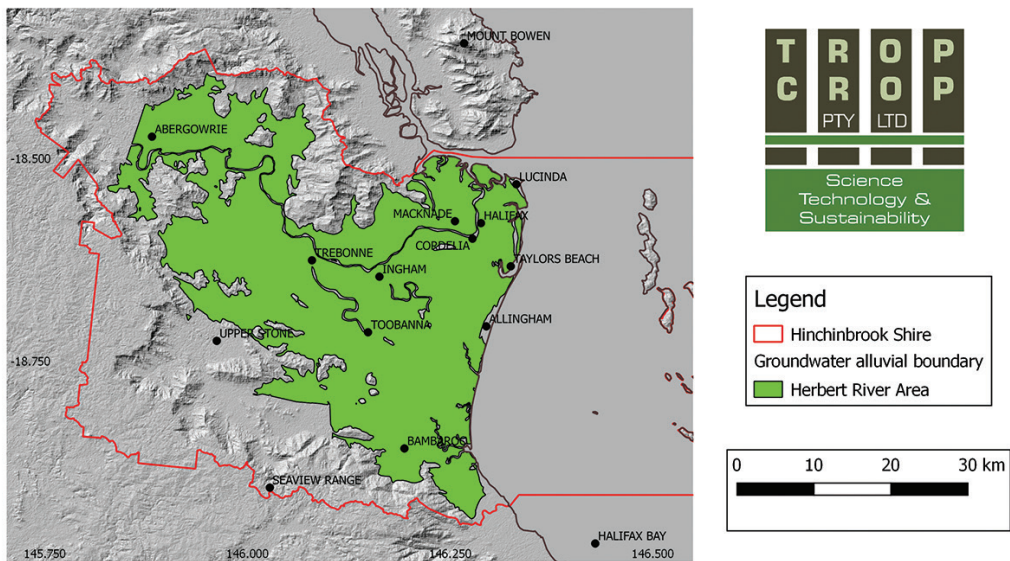 MOUNT BOWEN
ABERGOWRIE
-18.500
LUCINDA
MACKNADE
HALIFAX
CORDELIA
TREBONNE
TAYLORS BEACH
INGHAM
ALLINGHAM
TOOBANNA
UPPER STONE
-18.750
BAMBAROO
SEAVIEW RANGE
HALIFAX BAY
145.750
146.000
146.250
146.500
TROP
CROP
PTY LTD
Science
Technology &
Sustainability
Legend
Hinchinbrook Shire
Groundwater alluvial boundary
Herbert River Area
0 10 20 30 km